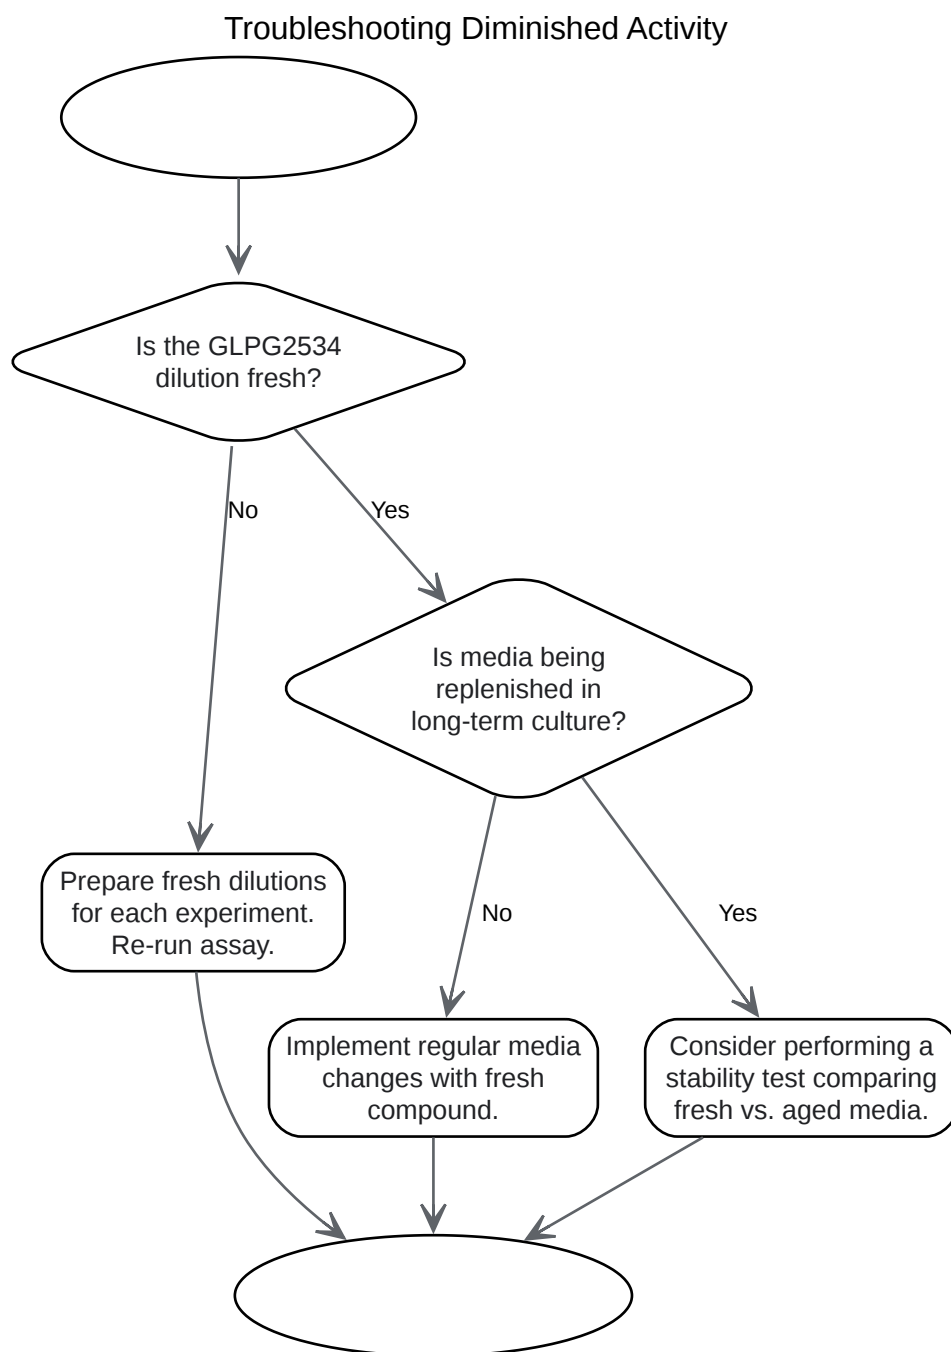 Troubleshooting Diminished Activity
Is the GLPG2534
dilution fresh?
No
Yes
Is media being
replenished in
long-term culture?
Prepare fresh dilutions
for each experiment.
Re-run assay.
No
Yes
Implement regular media
changes with fresh
compound.
Consider performing a
stability test comparing
fresh vs. aged media.